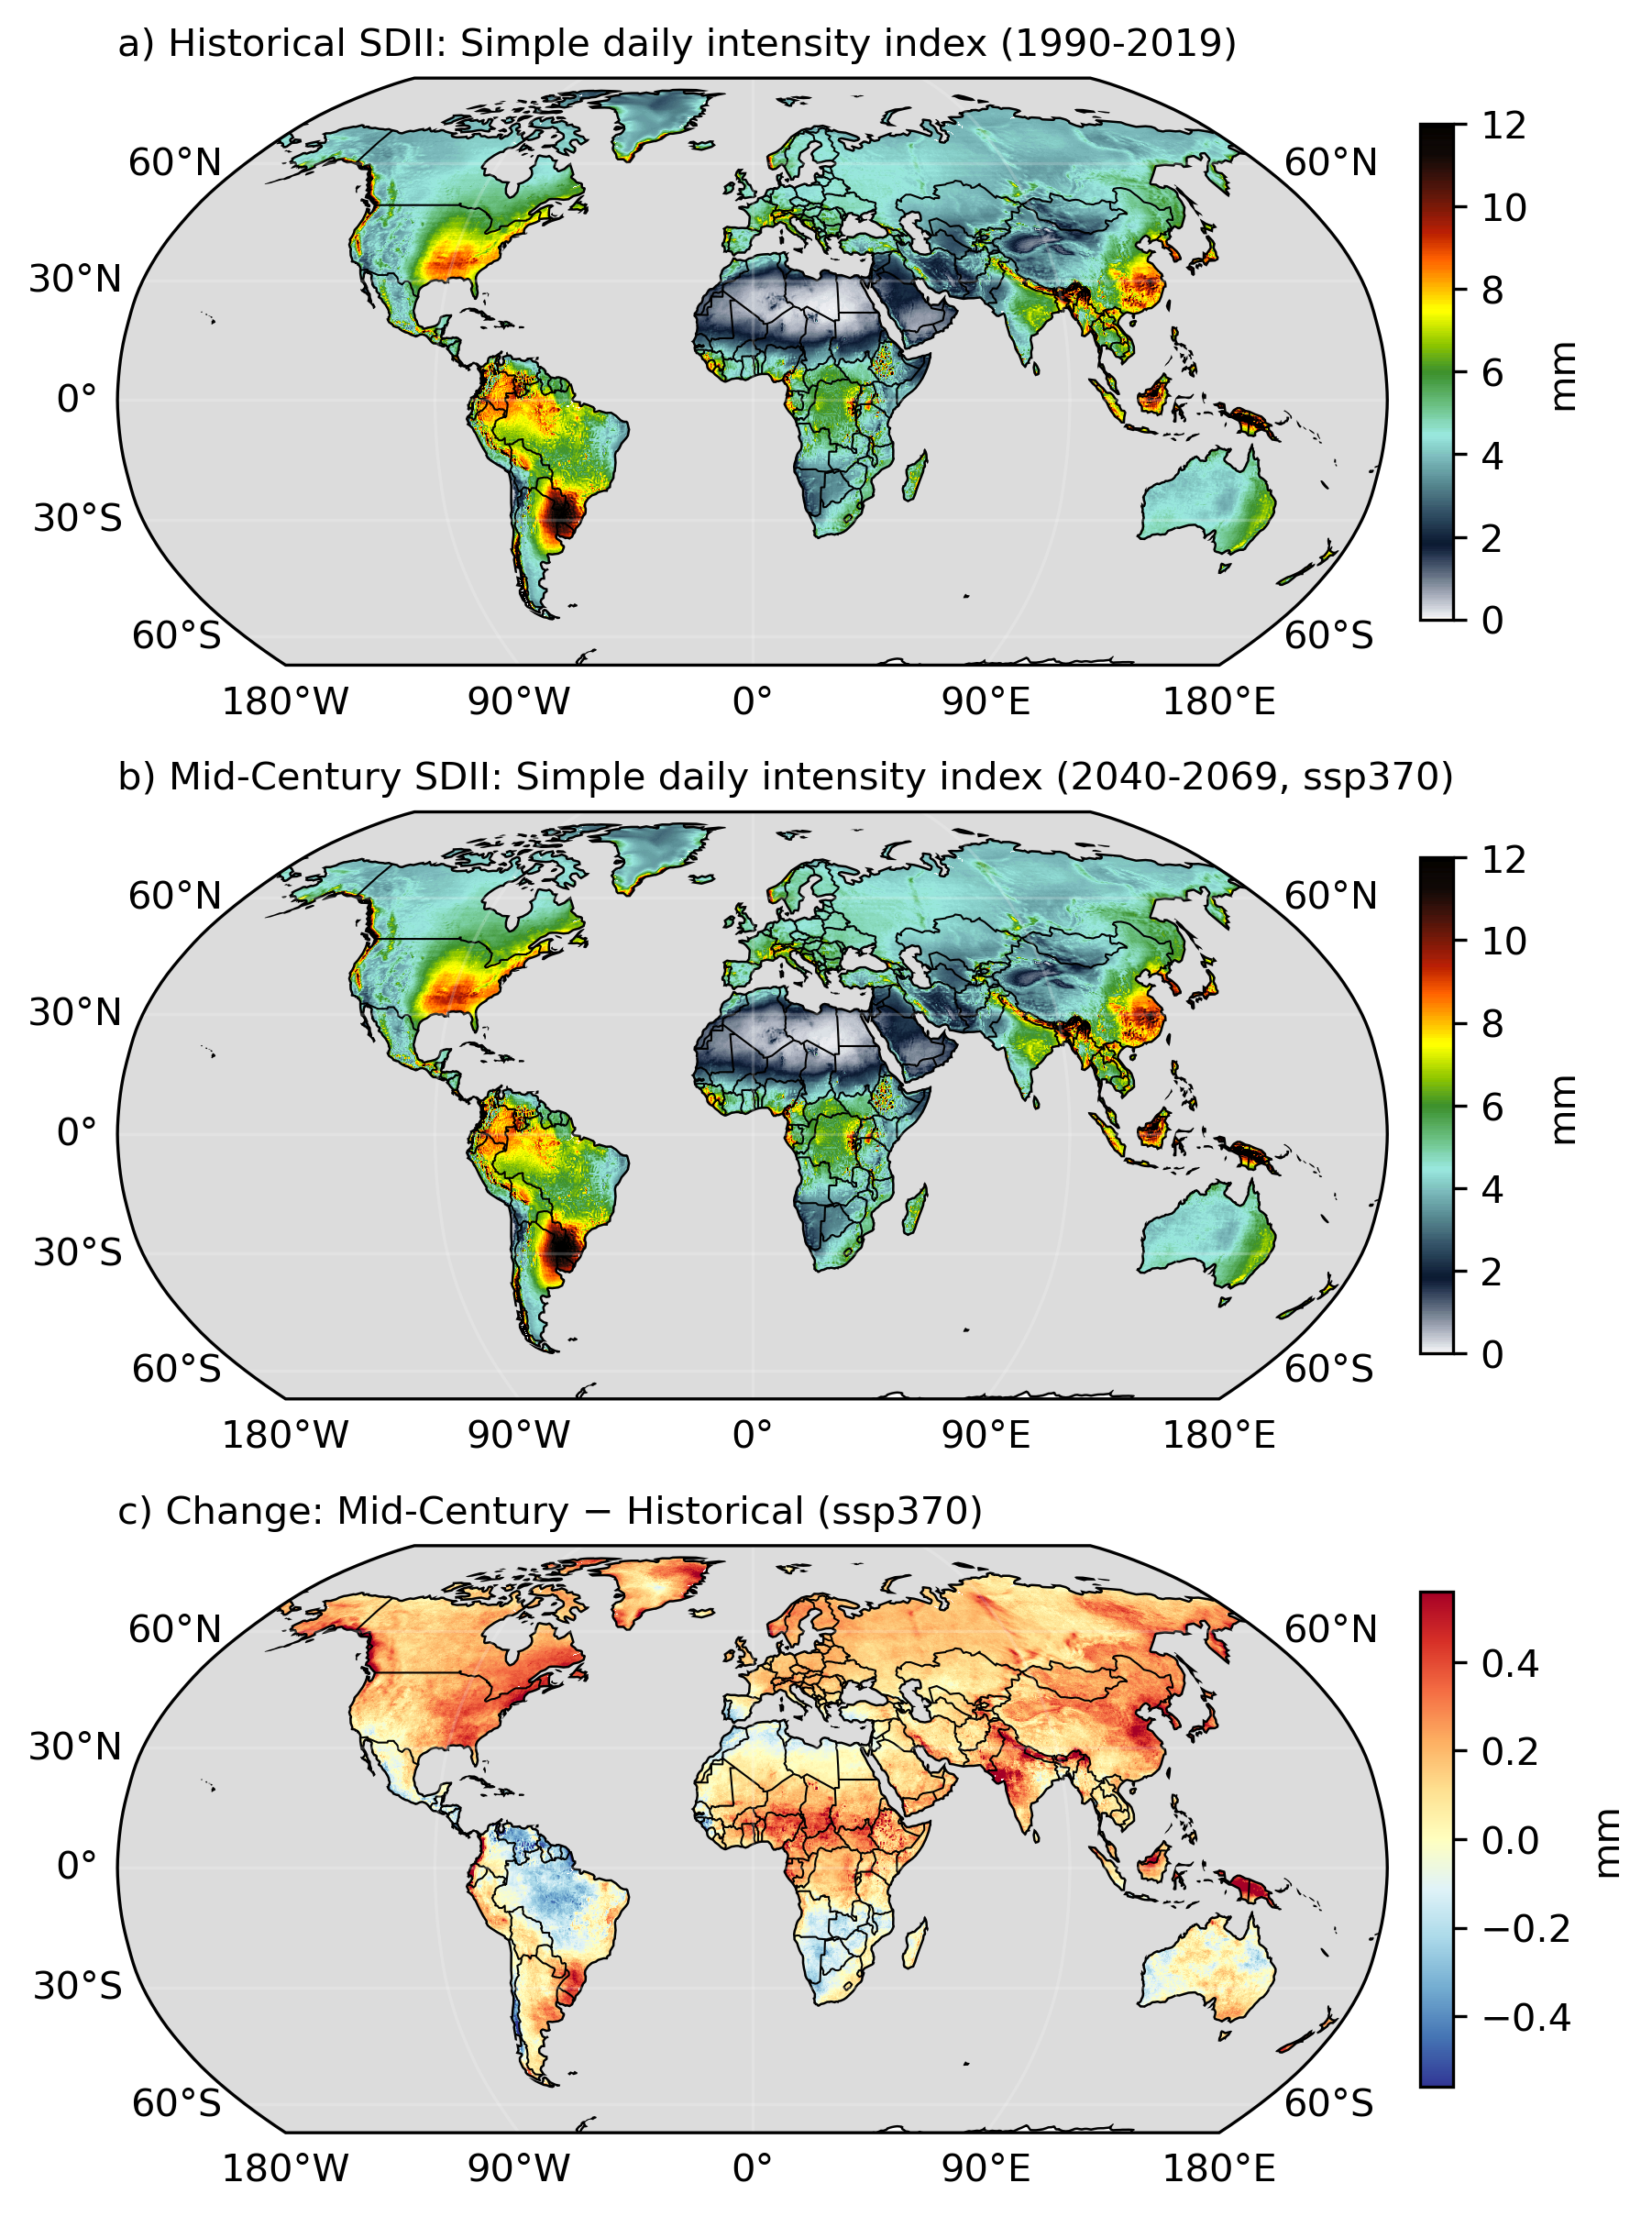 a) Historical SDII: Simple daily intensity index (1990-2019)
60°N 60°N
30°N
0°
30°S
60°S 60°S
180°W 90°W 0° 90°E 180°E
12
10
8
6
4
2
0
mm
b) Mid-Century SDII: Simple daily intensity index (2040-2069, ssp370)
60°N 60°N
30°N
0°
30°S
60°S 60°S
180°W 90°W 0° 90°E 180°E
12
10
8
6
4
2
0
mm
c) Change: Mid-Century − Historical (ssp370)
60°N 60°N
30°N
0°
30°S
60°S 60°S
180°W 90°W 0° 90°E 180°E
0.4
0.2
0.0
−0.2
−0.4
mm